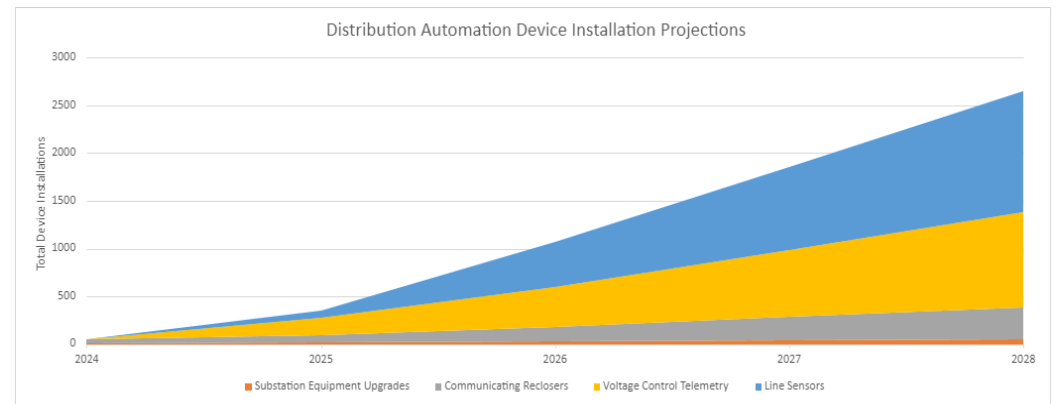 Distribution Automation Device Installation Projections
Total Device Installations
3000
2500
2000
1500
1000
500
0
2024 2025 2026 2027 2028
Substation Equipment Upgrades Communicating Reclosers Voltage Control Telemetry Line Sensors